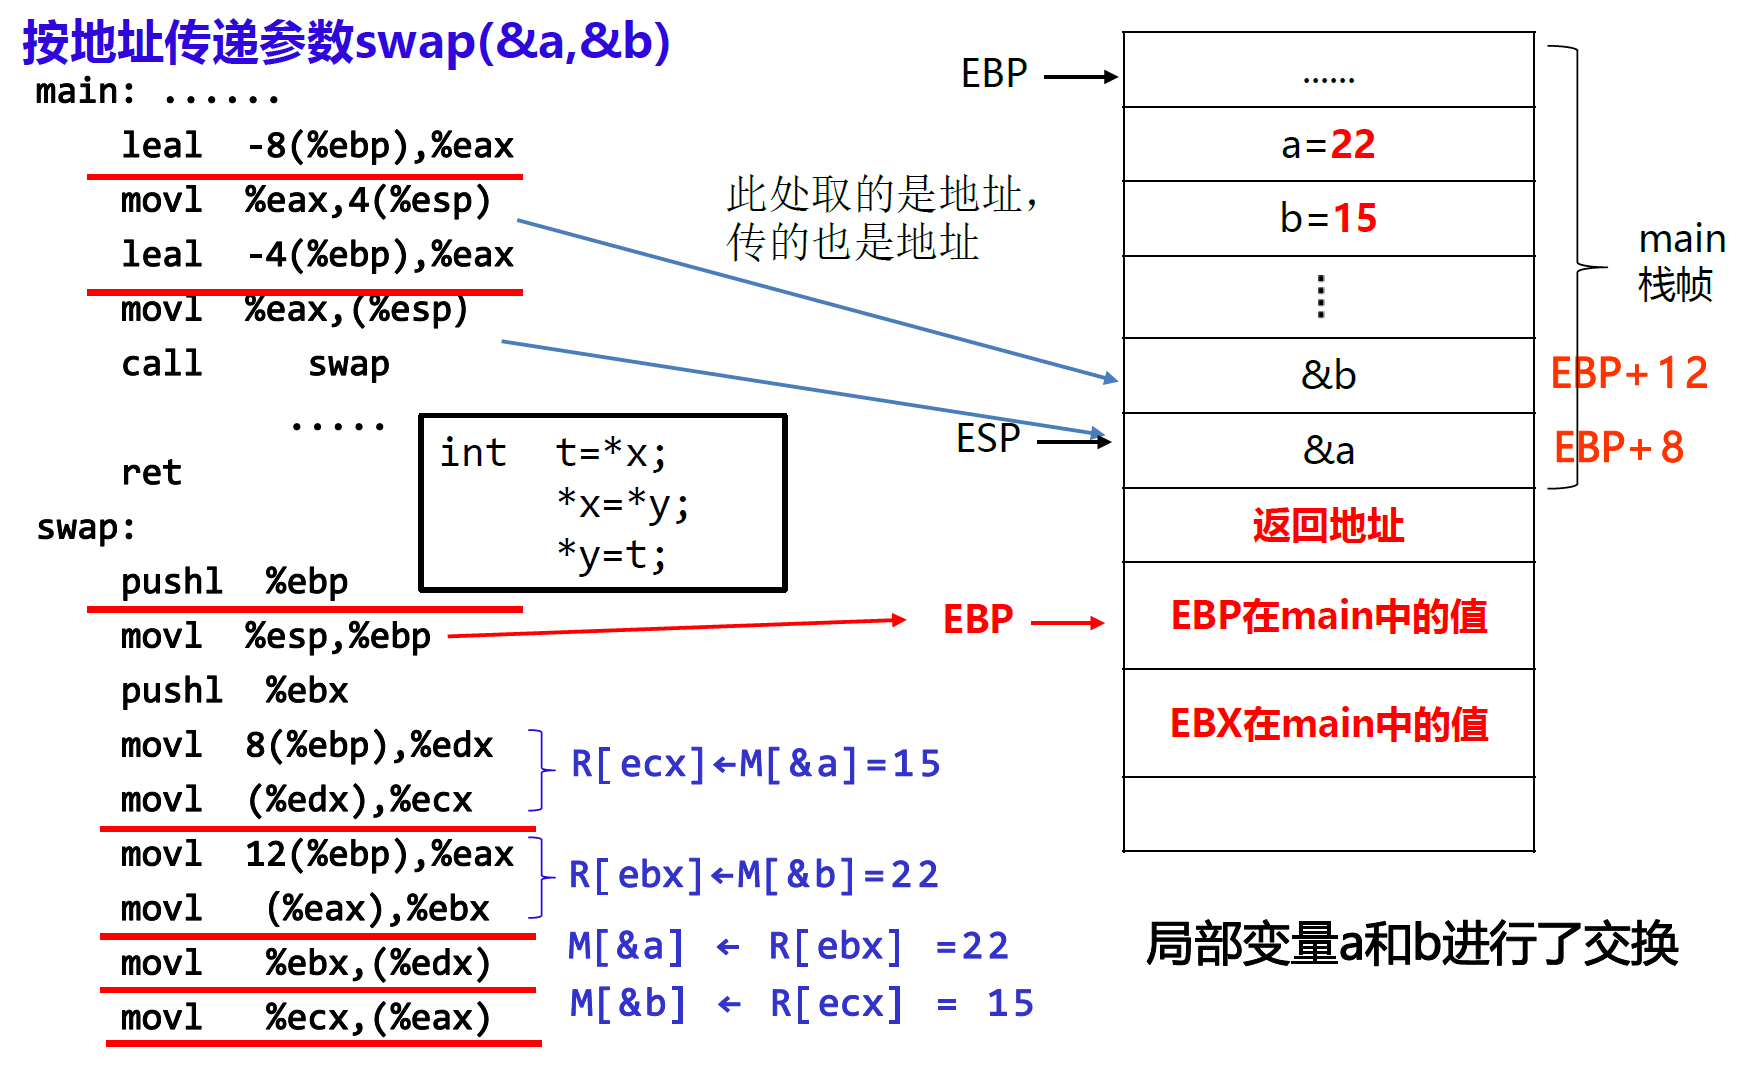 按地址传递参数swap(&a,&b)
main: ......
leal -8(%ebp),%eax
movl %eax,4(%esp)
leal -4(%ebp),%eax
movl %eax,(%esp)
call swap
.....
ret
swap:
pushl %ebp
movl %esp,%ebp
pushl %ebx
movl 8(%ebp),%edx
movl (%edx),%ecx
movl 12(%ebp),%eax
movl (%eax),%ebx
movl %ebx,(%edx)
movl %ecx,(%eax)
int t=*x;
*x=*y;
*y=t;
R[ecx]←M[&a]=15
R[ebx]←M[&b]=22
M[&a] ← R[ebx] =22
M[&b] ← R[ecx] = 15
此处取的是地址，
传的也是地址
EBP
ESP
EBP
......
a=22
b=15
&b
&a
返回地址
EBP在main中的值
EBX在main中的值
main
栈帧
EBP+12
EBP+8
局部变量a和b进行了交换